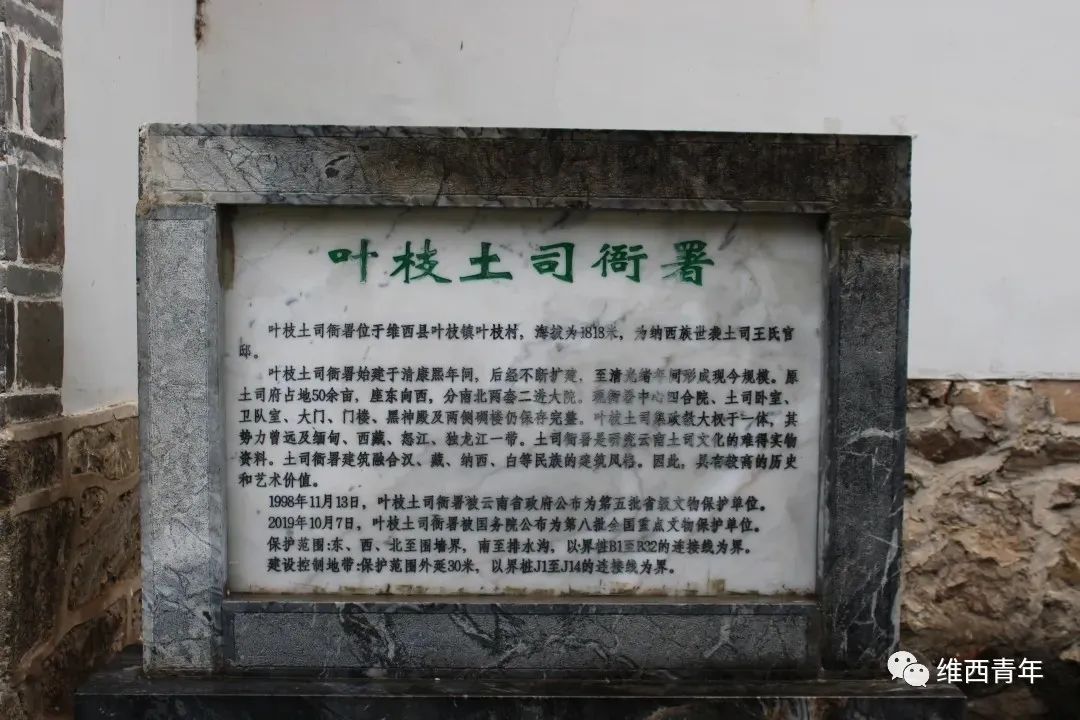 叶枝土司衙署
叶枝土司衙署位于维西县叶枝镇叶枝村，海拔为1818米，为纳西族世袭土司王氏官
邸。
叶枝土司衙署始建于清康熙年间，后经不断扩建，至清光绪年间形成现今规模。原
土司府占地50余亩，座东向西，分南北两套二进大院。现衙署中心四合院、土司卧室、
卫队室、大门、门楼、黑神殿及两侧碉楼仍保存完整。叶枝土司集政教大权于一体，其
势力曾远及缅甸、西藏、怒江、独龙江一带。土司衙署是研究云南土司文化的难得实物
资料。土司衙署建筑融合汉、藏、纳西、白等民族的建筑风格。因此，具有较高的历史
和艺术价值。
1998年11月13日，叶枝土司衙署被云南省政府公布为第五批省级文物保护单位。
2019年10月7日，叶枝土司衙署被国务院公布为第八批全国重点文物保护单位。
保护范围:东、西、北至围墙界，南至排水沟，以界桩B1至B32的连接线为界。
建设控制地带:保护范围外延30米，以界桩J1至J14的连接线为界。
维西青年